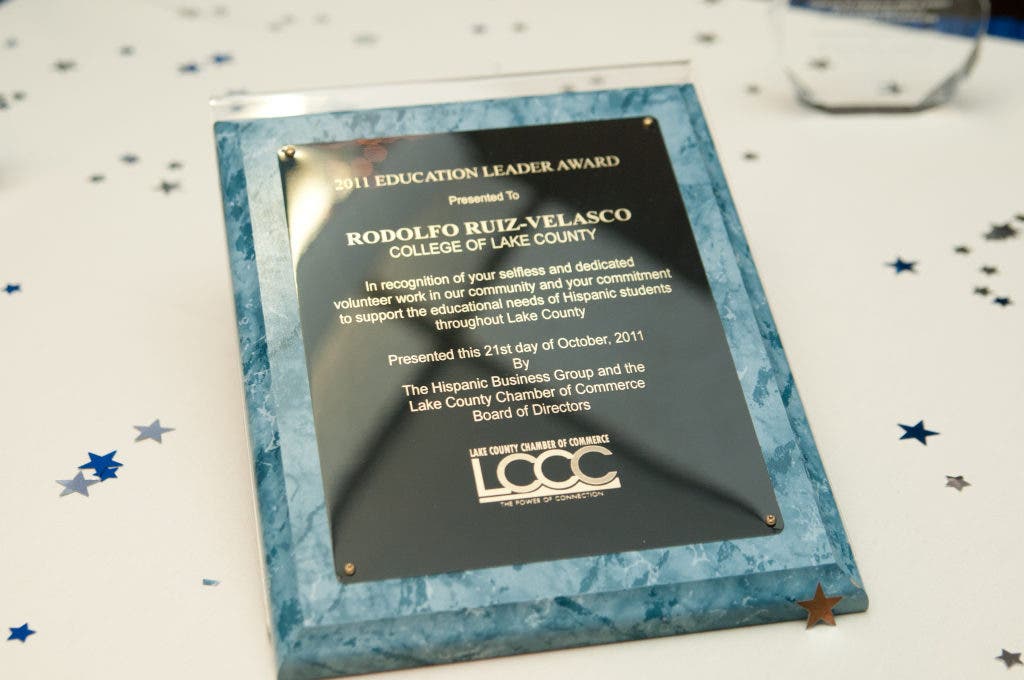 2011 EDUCATION LEADER AWARD
Presented To
RODOLFO RUIZ-VELASCO
COLLEGE OF LAKE COUNTY
In recognition of your selfless and dedicated
volunteer work in our community and your commitment
to support the educational needs of Hispanic students
throughout Lake County
Presented this 21st day of October, 2011
By
The Hispanic Business Group and the
Lake County Chamber of Commerce
Board of Directors
LAKE COUNTY CHAMBER OF COMMERCE
LCCC
THE POWER OF CONNECTION